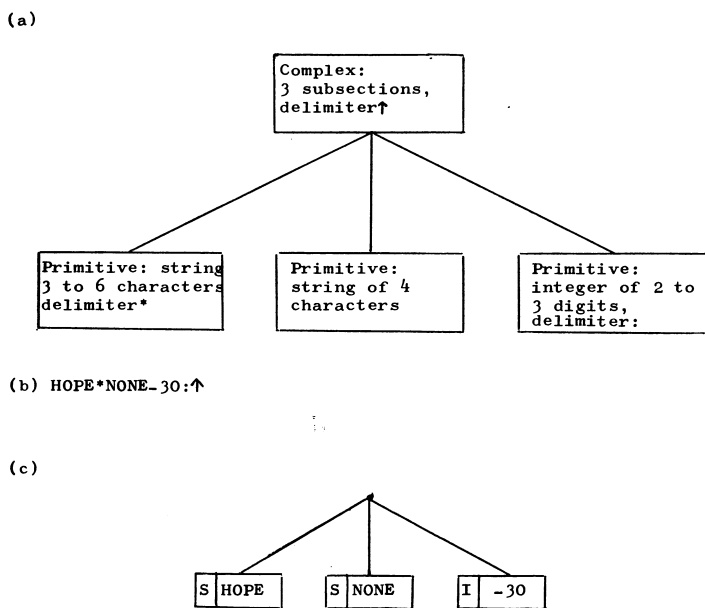 (a)
Complex:
3 subsections,
delimiter↑
Primitive: string
3 to 6 characters
delimiter*
Primitive:
string of 4
characters
Primitive:
integer of 2 to
3 digits,
delimiter:
(b) HOPE*NONE-30:↑
(c)
S HOPE
S NONE
I -30